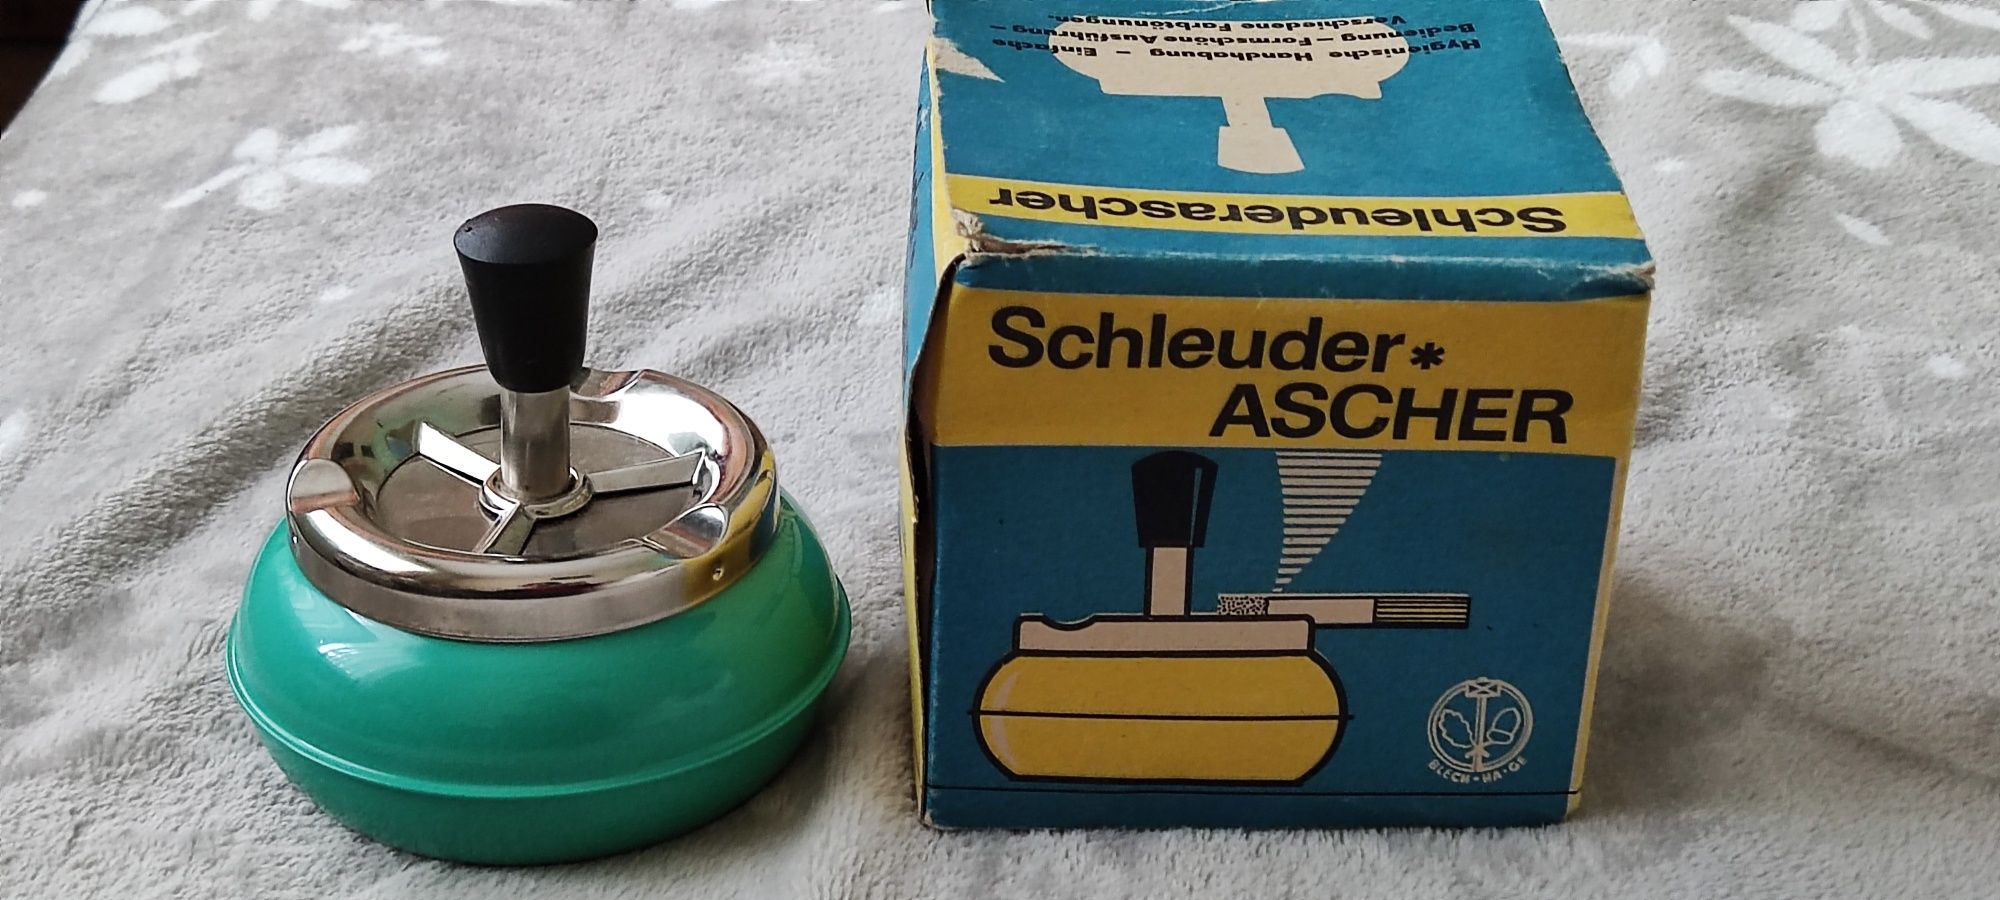 Hygienische Handhabung – Einfache
Bedienung – Formschöne Ausführung –
Verschiedene Farbtönungen.
Schleuderascher
Schleuder*
ASCHER
BLECH·HA·GE